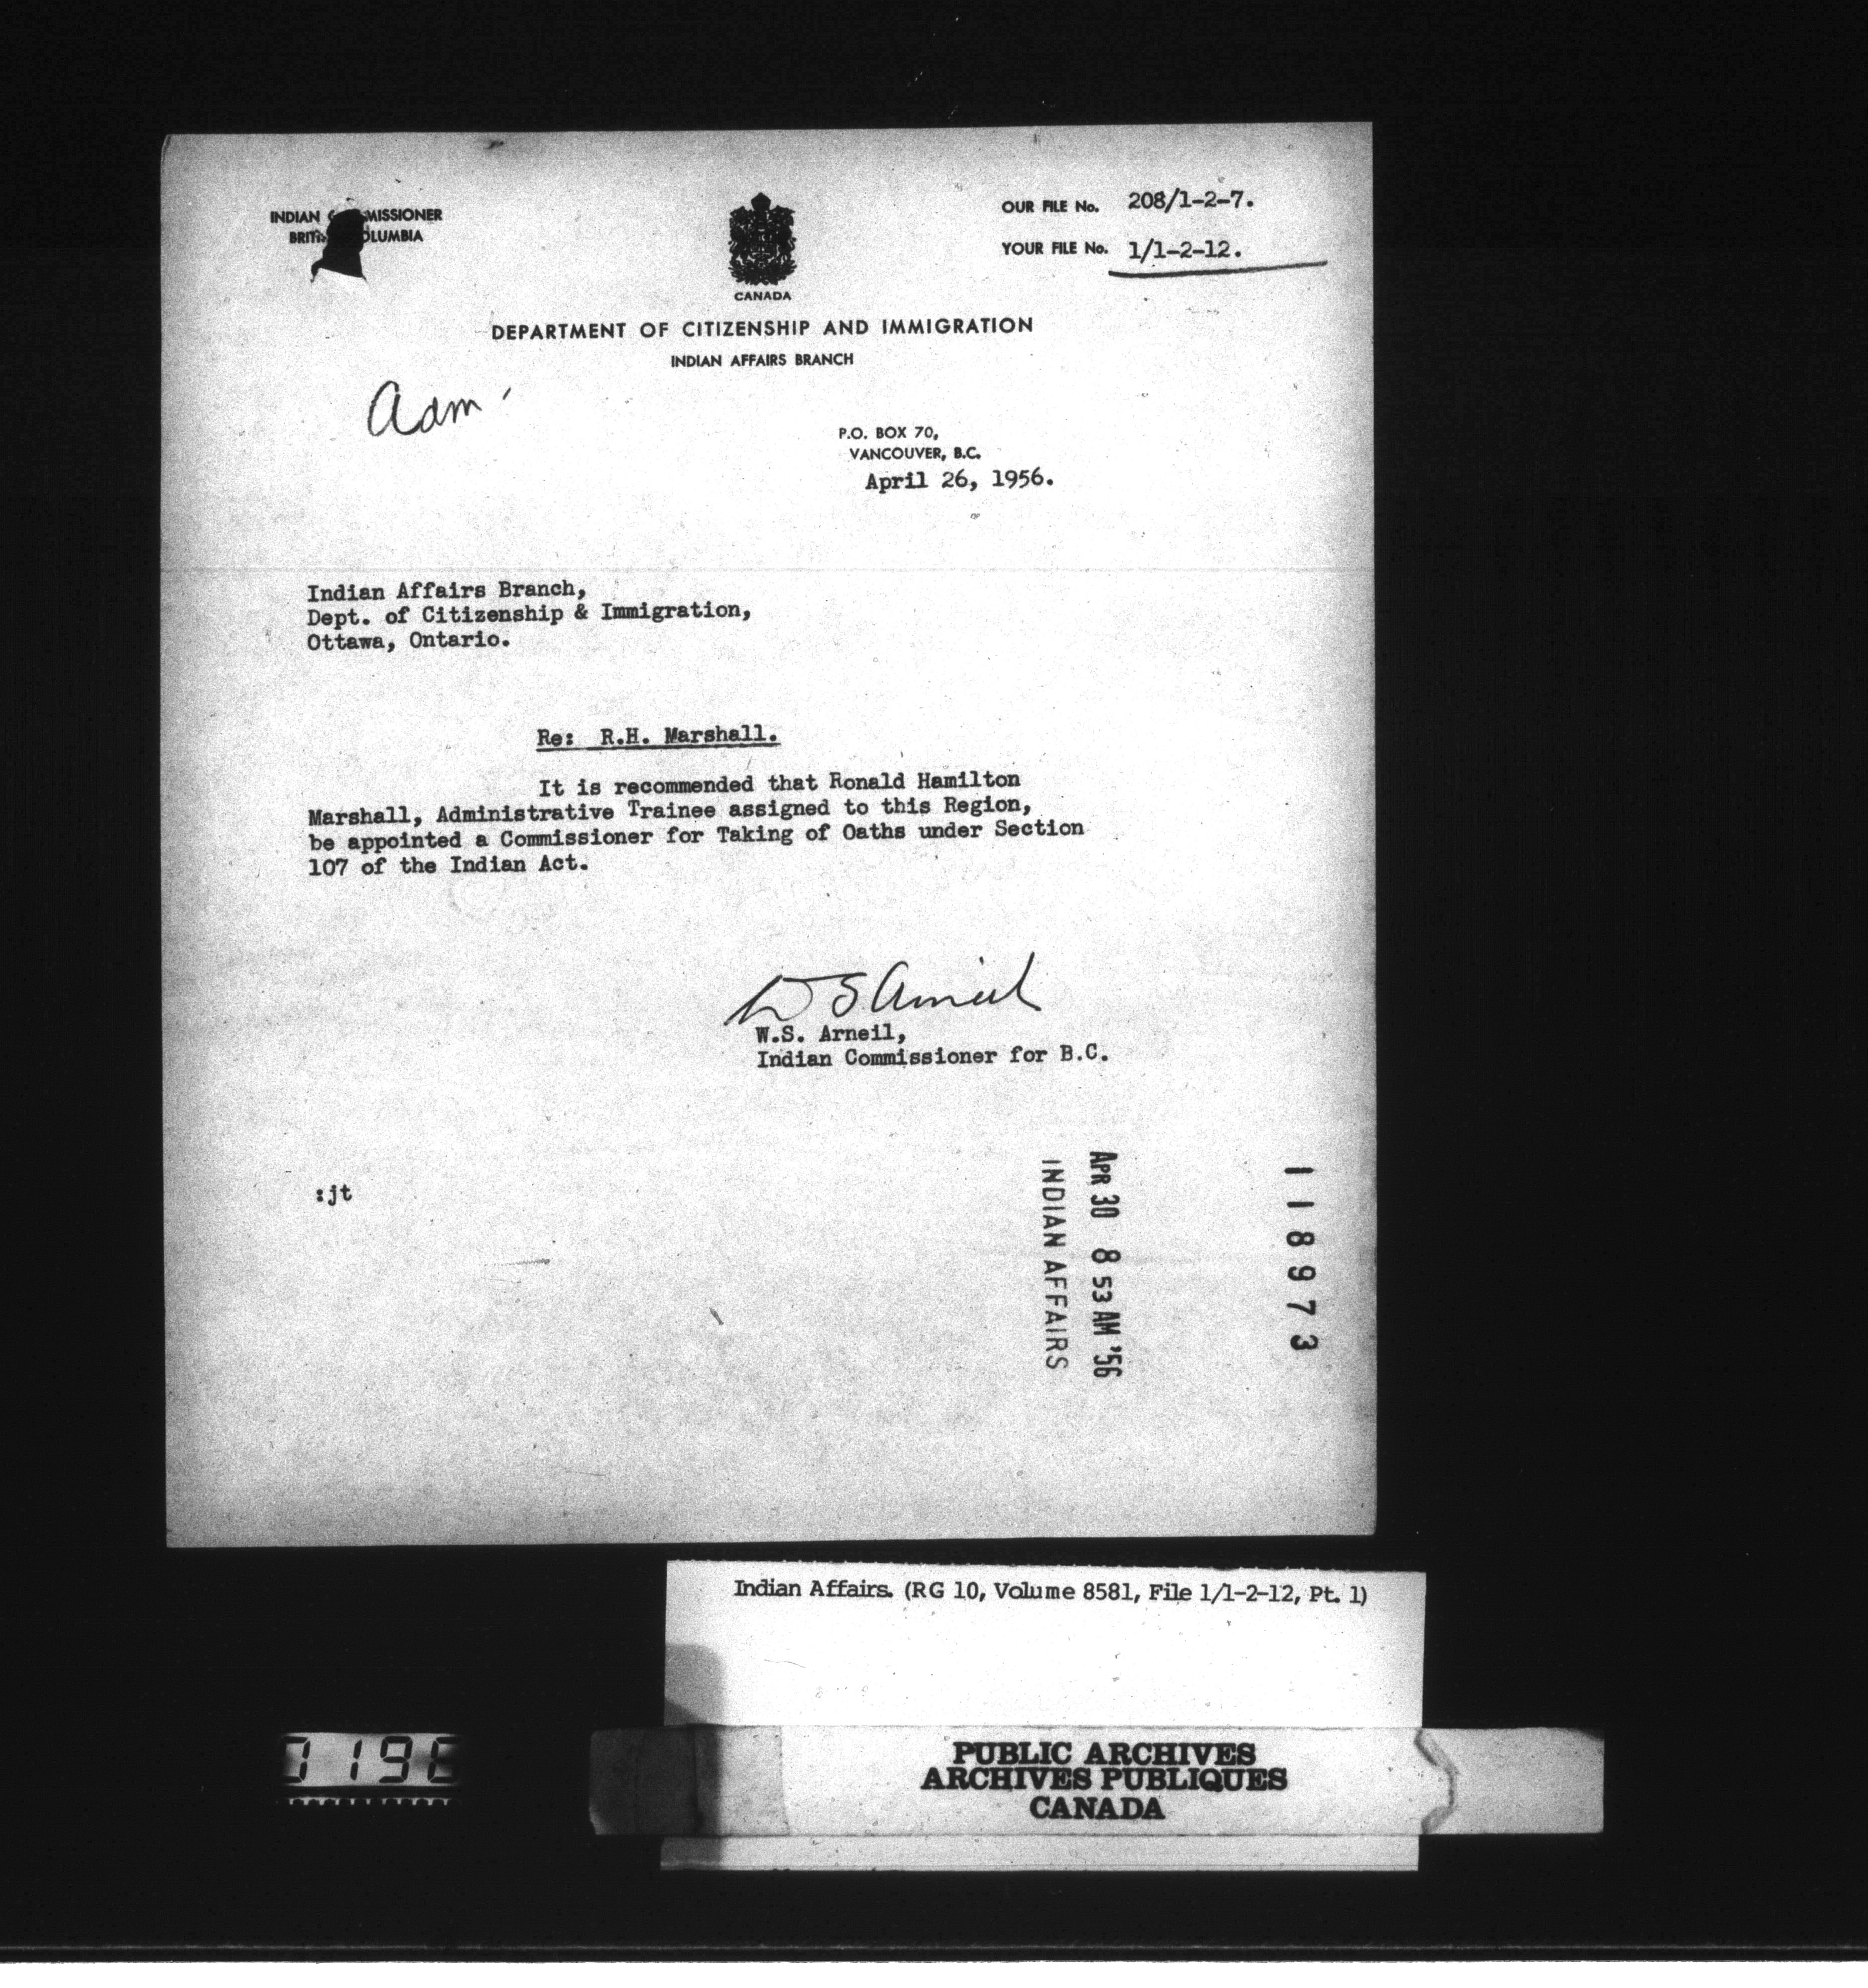 INDIAN MISSIONER
OLUMBIA
OUR FILE No. 208/1-2-7.
YOUR FILE No. 1/1-2-12.
CANADA
DEPARTMENT OF CITIZENSHIP AND IMMIGRATION
INDIAN AFFAIRS BRANCH
Adm
P.O. BOX 70,
VANCOUVER, B.C.
April 26, 1956.
Indian Affairs Branch,
Dept. of Citizenship & Immigration,
Ottawa, Ontario.
Re: R.H. Marshall.
It is recommended that Ronald Hamilton
Marshall, Administrative Trainee assigned to this Region,
be appointed a Commissioner for Taking of Oaths under Section
107 of the Indian Act.
W S Arneil
W.S. Arneil,
Indian Commissioner for B.C.
:jt
APR 30 8 53 AM '56
INDIAN AFFAIRS
118973
Indian Affairs. (RG 10, Volume 8581, File 1/1-2-12, Pt. 1)
PUBLIC ARCHIVES
ARCHIVES PUBLIQUES
CANADA